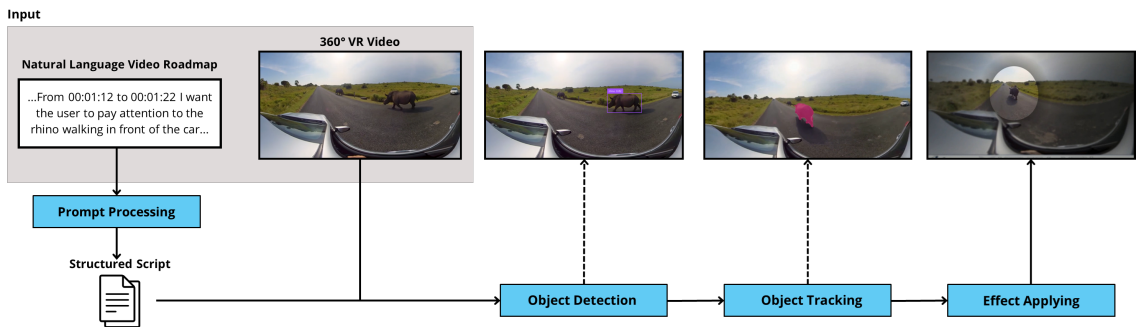 Input
360° VR Video
Natural Language Video Roadmap
...From 00:01:12 to 00:01:22 I want
the user to pay attention to the
rhino walking in front of the car...
Prompt Processing
Structured Script
Object Detection
Object Tracking
Effect Applying